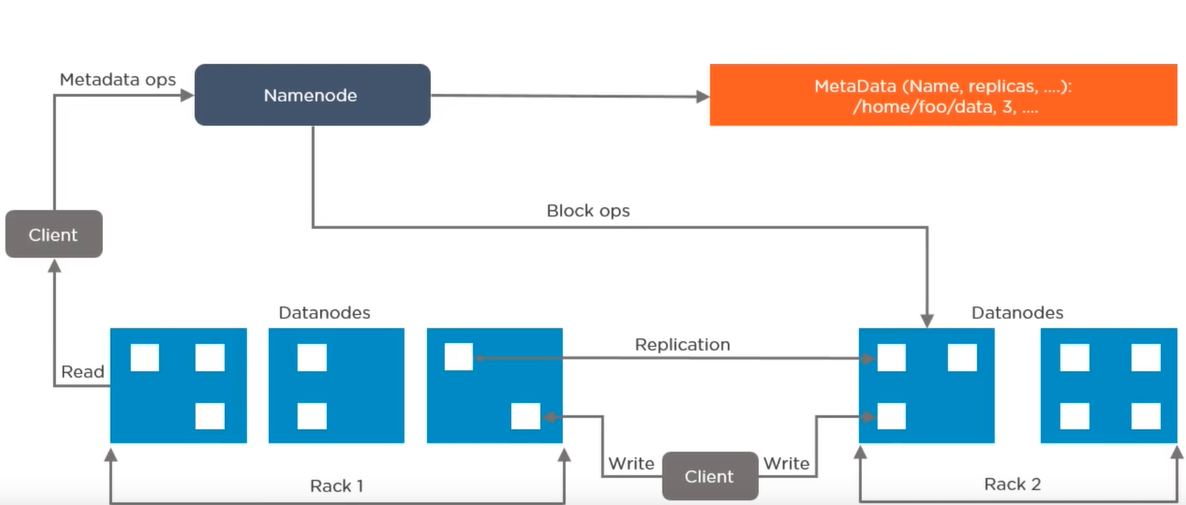 Metadata ops
Namenode
MetaData (Name, replicas, ....):
/home/foo/data, 3, ....
Block ops
Client
Datanodes
Datanodes
Replication
Read
Write
Client
Write
Rack 1
Rack 2